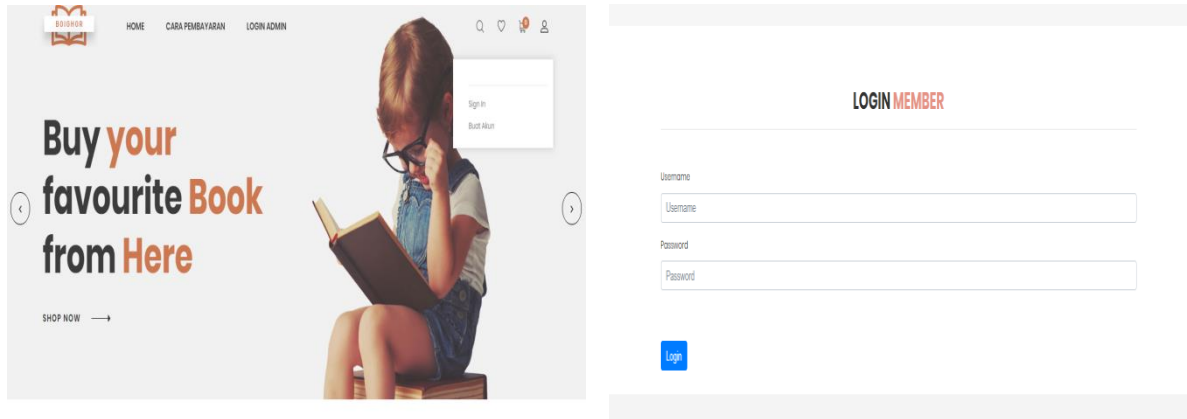 BOIGHOR
HOME CARA PEMBAYARAN LOGIN ADMIN
0
Sign In
Buat Akun
Buy your
favourite Book
from Here
SHOP NOW
LOGIN MEMBER
Username
Username
Password
Password
Login